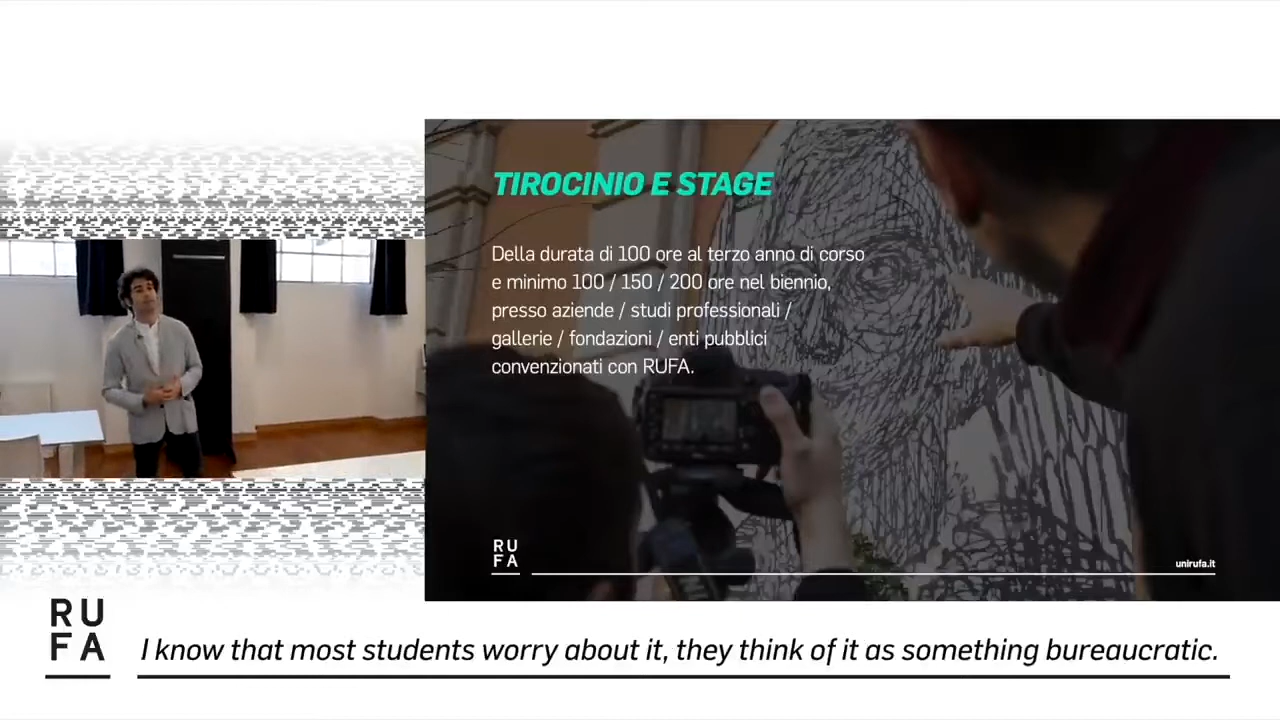 TIROCINIO E STAGE
Della durata di 100 ore al terzo anno di corso
e minimo 100 / 150 / 200 ore nel biennio,
presso aziende / studi professionali /
gallerie / fondazioni / enti pubblici
convenzionati con RUFA.
RU
FA
unirufa.it
RU
FA
I know that most students worry about it, they think of it as something bureaucratic.